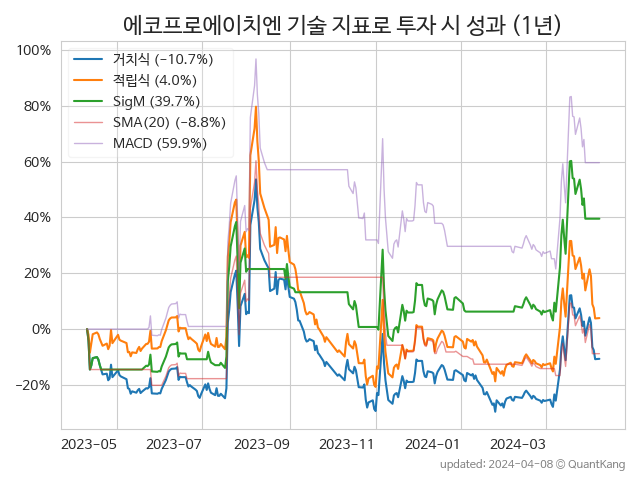 에코프로에이치엔 기술 지표로 투자 시 성과 (1년)
거치식 (−10.7%)
적립식 (4.0%)
SigM (39.7%)
SMA(20) (−8.8%)
MACD (59.9%)
100%
80%
60%
40%
20%
0%
−20%
2023-05 2023-07 2023-09 2023-11 2024-01 2024-03
updated: 2024-04-08 © QuantKang